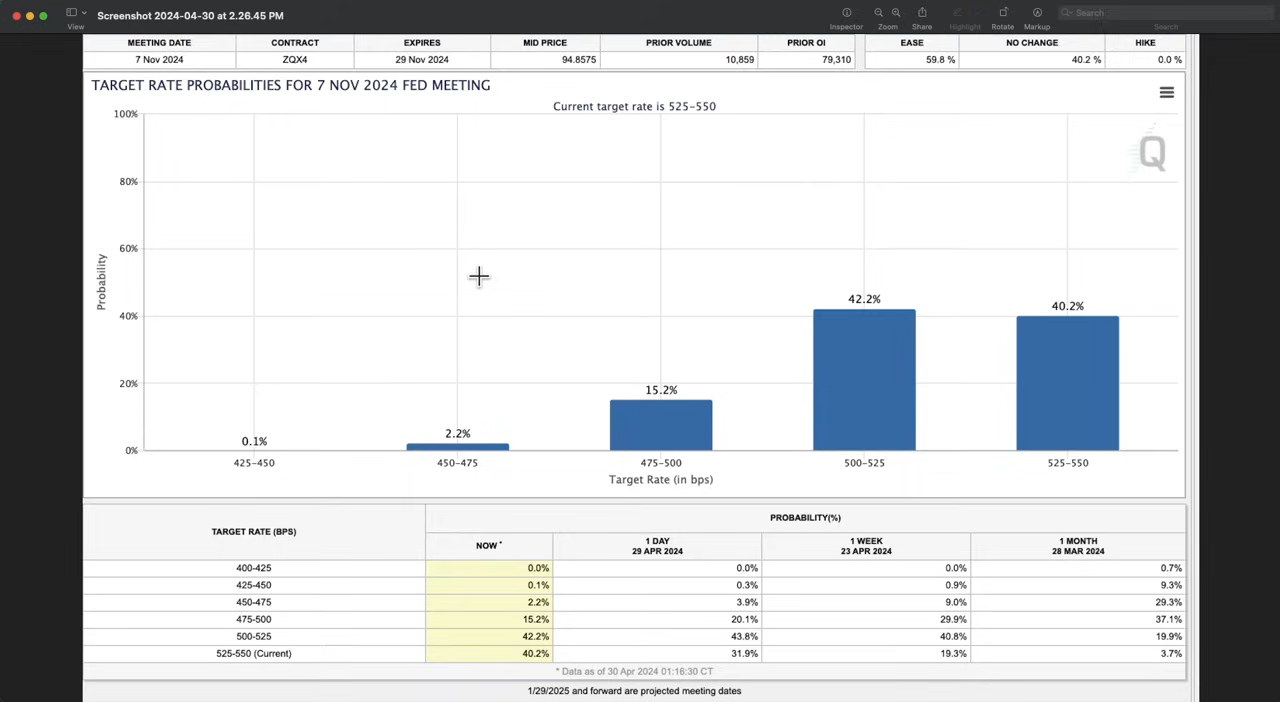 Screenshot 2024-04-30 at 2.26.45 PM
View Inspector Zoom Share Highlight Rotate Markup Search Search
MEETING DATE CONTRACT EXPIRES MID PRICE PRIOR VOLUME PRIOR OI EASE NO CHANGE HIKE
7 Nov 2024 ZQX4 29 Nov 2024 94.8575 10,859 79,310 59.8 % 40.2 % 0.0 %
TARGET RATE PROBABILITIES FOR 7 NOV 2024 FED MEETING
Current target rate is 525-550
100%
80%
60%
40%
20%
0%
Probability
Q
0.1% 2.2% 15.2% 42.2% 40.2%
425-450 450-475 475-500 500-525 525-550
Target Rate (in bps)
TARGET RATE (BPS) PROBABILITY(%)
NOW * 1 DAY 1 WEEK 1 MONTH
29 APR 2024 23 APR 2024 28 MAR 2024
400-425 0.0% 0.0% 0.0% 0.7%
425-450 0.1% 0.3% 0.9% 9.3%
450-475 2.2% 3.9% 9.0% 29.3%
475-500 15.2% 20.1% 29.9% 37.1%
500-525 42.2% 43.8% 40.8% 19.9%
525-550 (Current) 40.2% 31.9% 19.3% 3.7%
* Data as of 30 Apr 2024 01:16:30 CT
1/29/2025 and forward are projected meeting dates